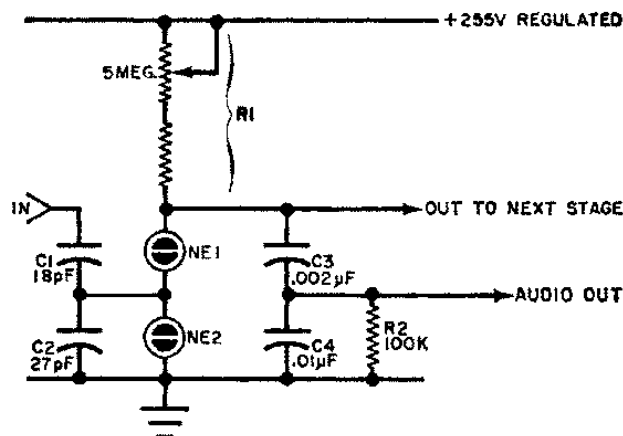 +255V REGULATED
5MEG.
R1
IN
OUT TO NEXT STAGE
NE1
C1
18pF
C3
.002µF
AUDIO OUT
NE2
C2
27pF
C4
.01µF
R2
100K